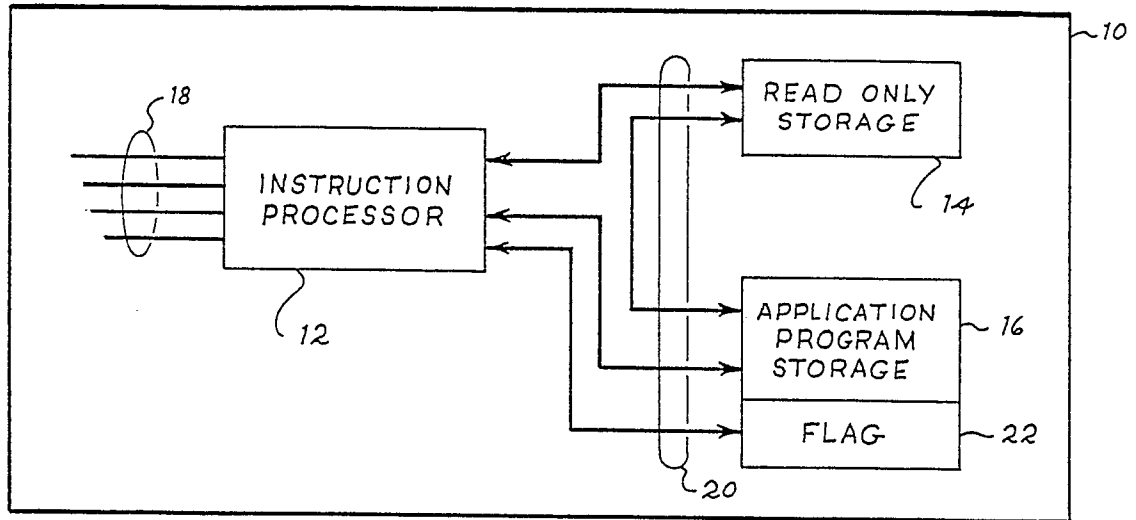 10
18
READ ONLY
STORAGE
INSTRUCTION
PROCESSOR
14
12
APPLICATION
PROGRAM
STORAGE
16
FLAG
22
20